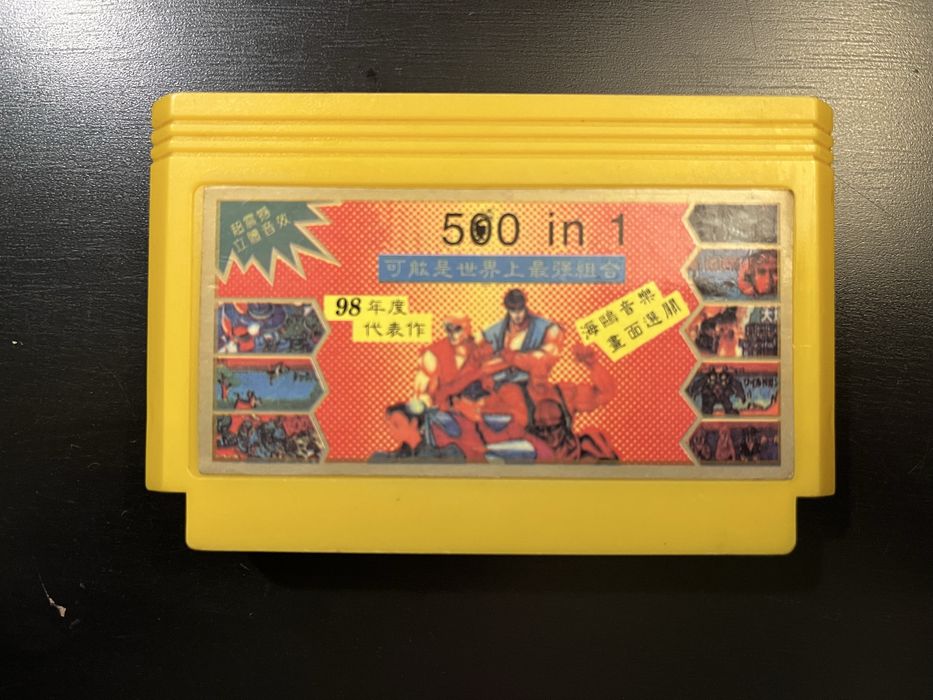 超震撼
立體音效
500 in 1
可能是世界上最強組合
98年度
代表作
海鷗音樂
畫面選關